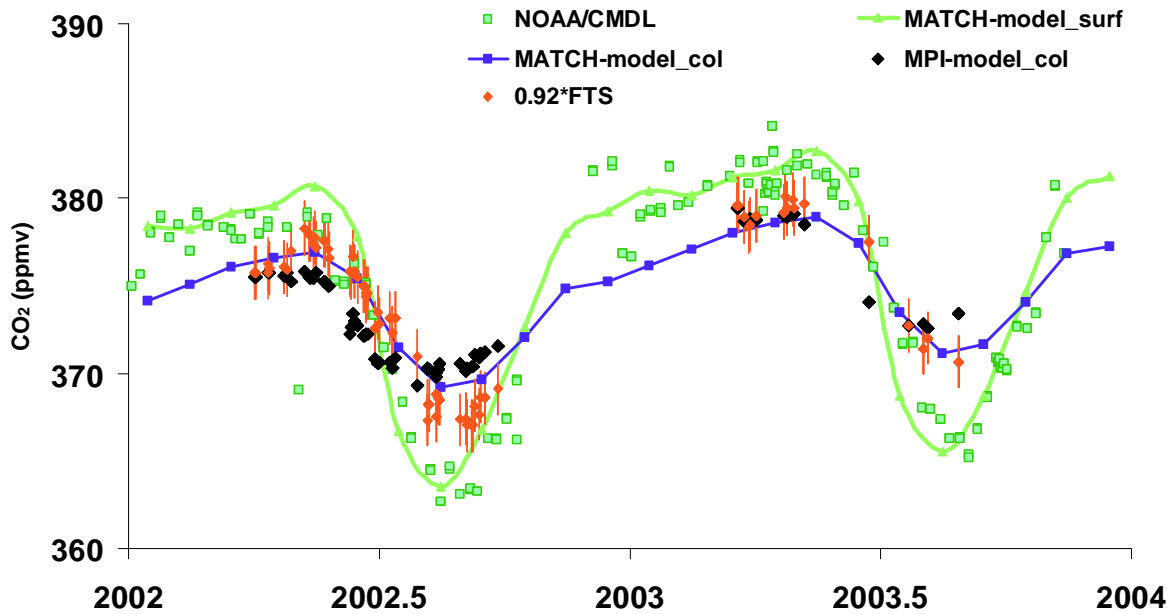 NOAA/CMDL
MATCH-model_surf
MATCH-model_col
MPI-model_col
0.92*FTS
CO2 (ppmv)
390
380
370
360
2002
2002.5
2003
2003.5
2004